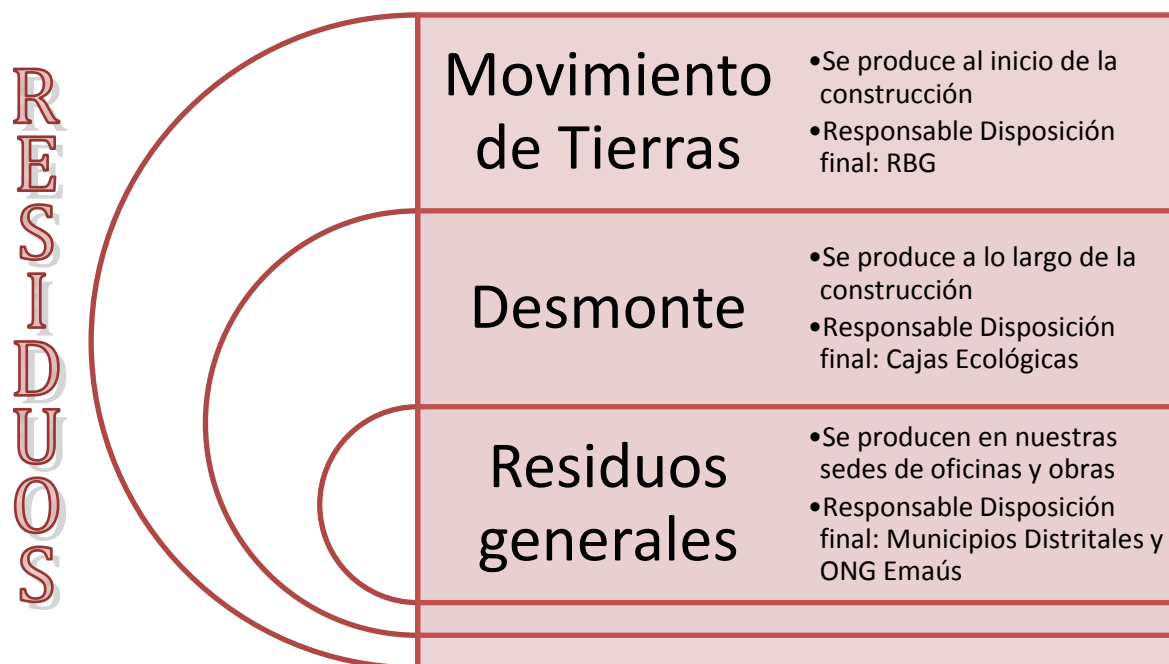 RESIDUOS
Movimiento
de Tierras
•Se produce al inicio de la
construcción
•Responsable Disposición
final: RBG
Desmonte
•Se produce a lo largo de la
construcción
•Responsable Disposición
final: Cajas Ecológicas
Residuos
generales
•Se producen en nuestras
sedes de oficinas y obras
•Responsable Disposición
final: Municipios Distritales y
ONG Emaús